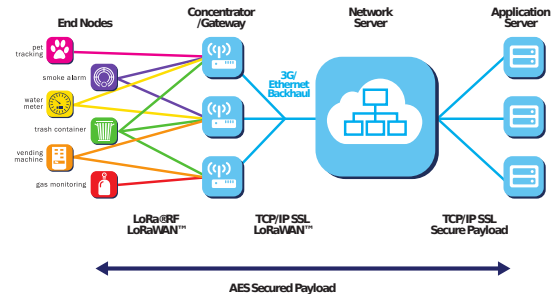 End Nodes
Concentrator
/Gateway
Network
Server
Application
Server
pet
tracking
smoke alarm
water
meter
trash container
vending
machine
gas monitoring
3G/
Ethernet
Backhaul
LoRa®RF
LoRaWAN™
TCP/IP SSL
LoRaWAN™
TCP/IP SSL
Secure Payload
AES Secured Payload